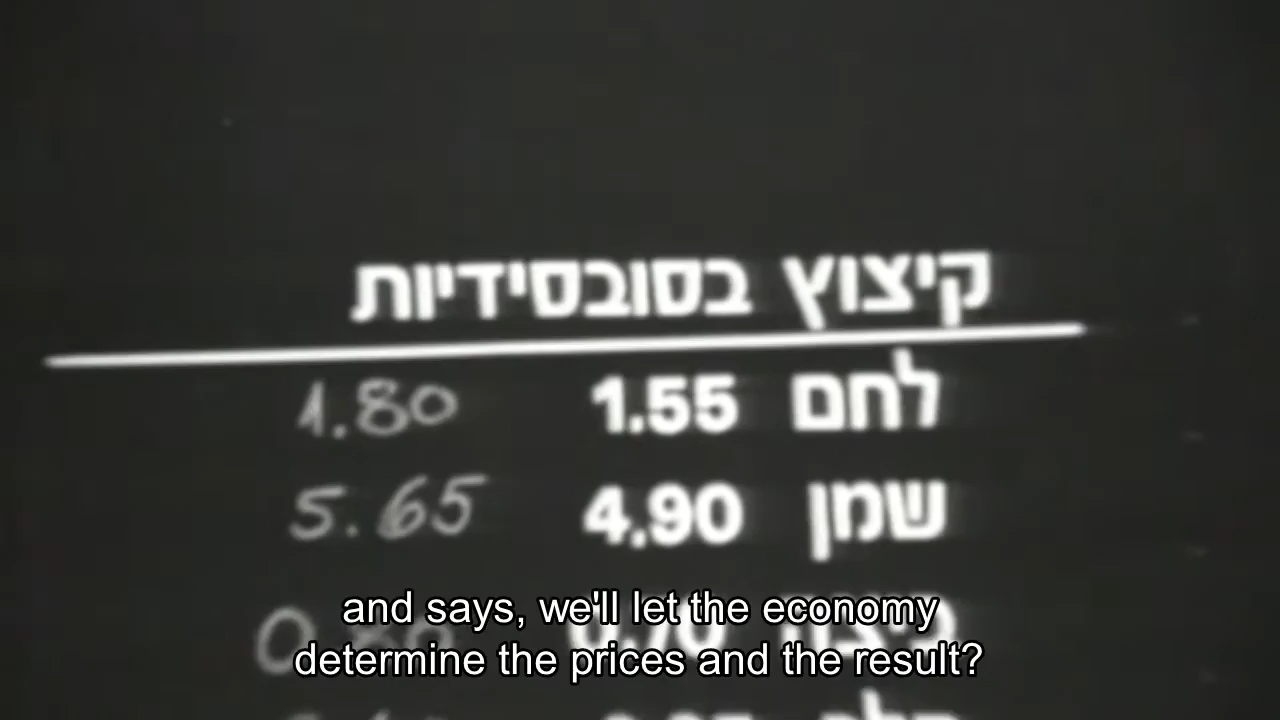 קיצוץ בסובסידיות
לחם 1.55 1.80
שמן 4.90 5.65
and says, we'll let the economy
determine the prices and the result?